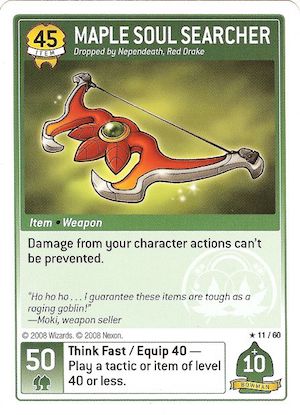 45
ITEM
MAPLE SOUL SEARCHER
Dropped by Nependeath, Red Drake
Item • Weapon
Damage from your character actions can't
be prevented.
"Ho ho ho . . . I guarantee these items are tough as a
raging goblin!"
—Moki, weapon seller
© 2008 Wizards. © 2008 Nexon.
★ 11 / 60
50
Think Fast / Equip 40 —
Play a tactic or item of level
40 or less.
10
BOWMAN